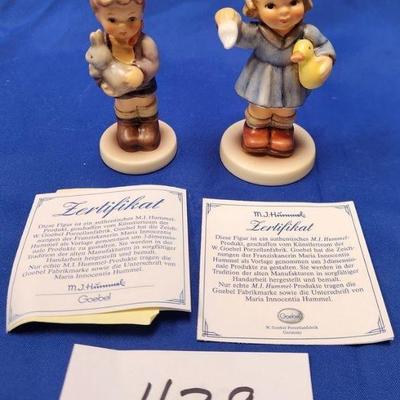 Zertifikat
Diese Figur ist ein authentisches M.I. Hummel-
Produkt, geschaffen vom Künstlerteam der
W. Goebel Porzellanfabrik. Goebel hat die Zeich-
nungen der Franziskanerin Maria Innocentia
Hummel als Vorlage genommen um 3-dimensio-
nale Produkte zu gestalten. Sie werden in der
Tradition der alten Manufakturen in sorgfältiger
Handarbeit hergestellt und bemalt.
Nur echte M.I. Hummel-Produkte tragen die
Goebel Fabrikmarke sowie die Unterschrift von
Maria Innocentia Hummel.
M.I. Hummel
Goebel
M.I. Hummel
Zertifikat
Diese Figur ist ein authentisches M.I. Hummel-
Produkt, geschaffen vom Künstlerteam der
W. Goebel Porzellanfabrik. Goebel hat die Zeich-
nungen der Franziskanerin Maria Innocentia
Hummel als Vorlage genommen um 3-dimensio-
nale Produkte zu gestalten. Sie werden in der
Tradition der alten Manufakturen in sorgfältiger
Handarbeit hergestellt und bemalt.
Nur echte M.I. Hummel-Produkte tragen die
Goebel Fabrikmarke sowie die Unterschrift von
Maria Innocentia Hummel.
Goebel
W. Goebel Porzellanfabrik
Germany